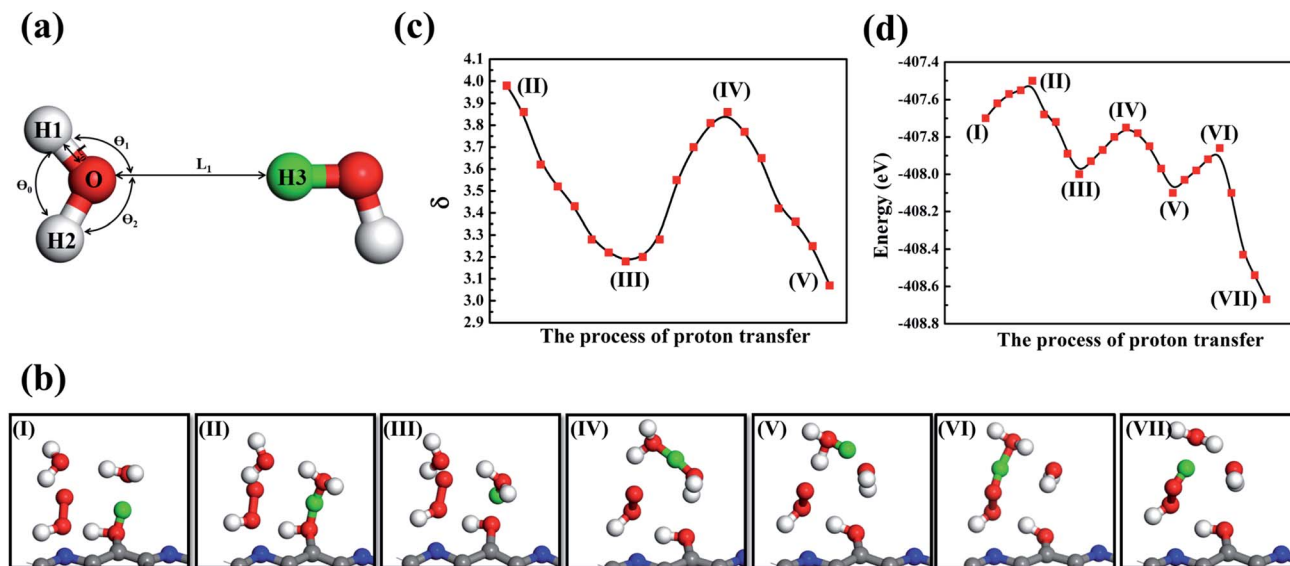 (a)
H1
Θ₁
Θ₀
O
L₁
H3
Θ₂
H2
(c)
4.1
4.0
3.9
3.8
3.7
3.6
3.5
3.4
3.3
3.2
3.1
3.0
2.9
δ
(II)
(IV)
(III)
(V)
The process of proton transfer
(d)
-407.4
-407.6
-407.8
-408.0
-408.2
-408.4
-408.6
-408.8
Energy (eV)
(I)
(II)
(III)
(IV)
(V)
(VI)
(VII)
The process of proton transfer
(b)
(I)
(II)
(III)
(IV)
(V)
(VI)
(VII)